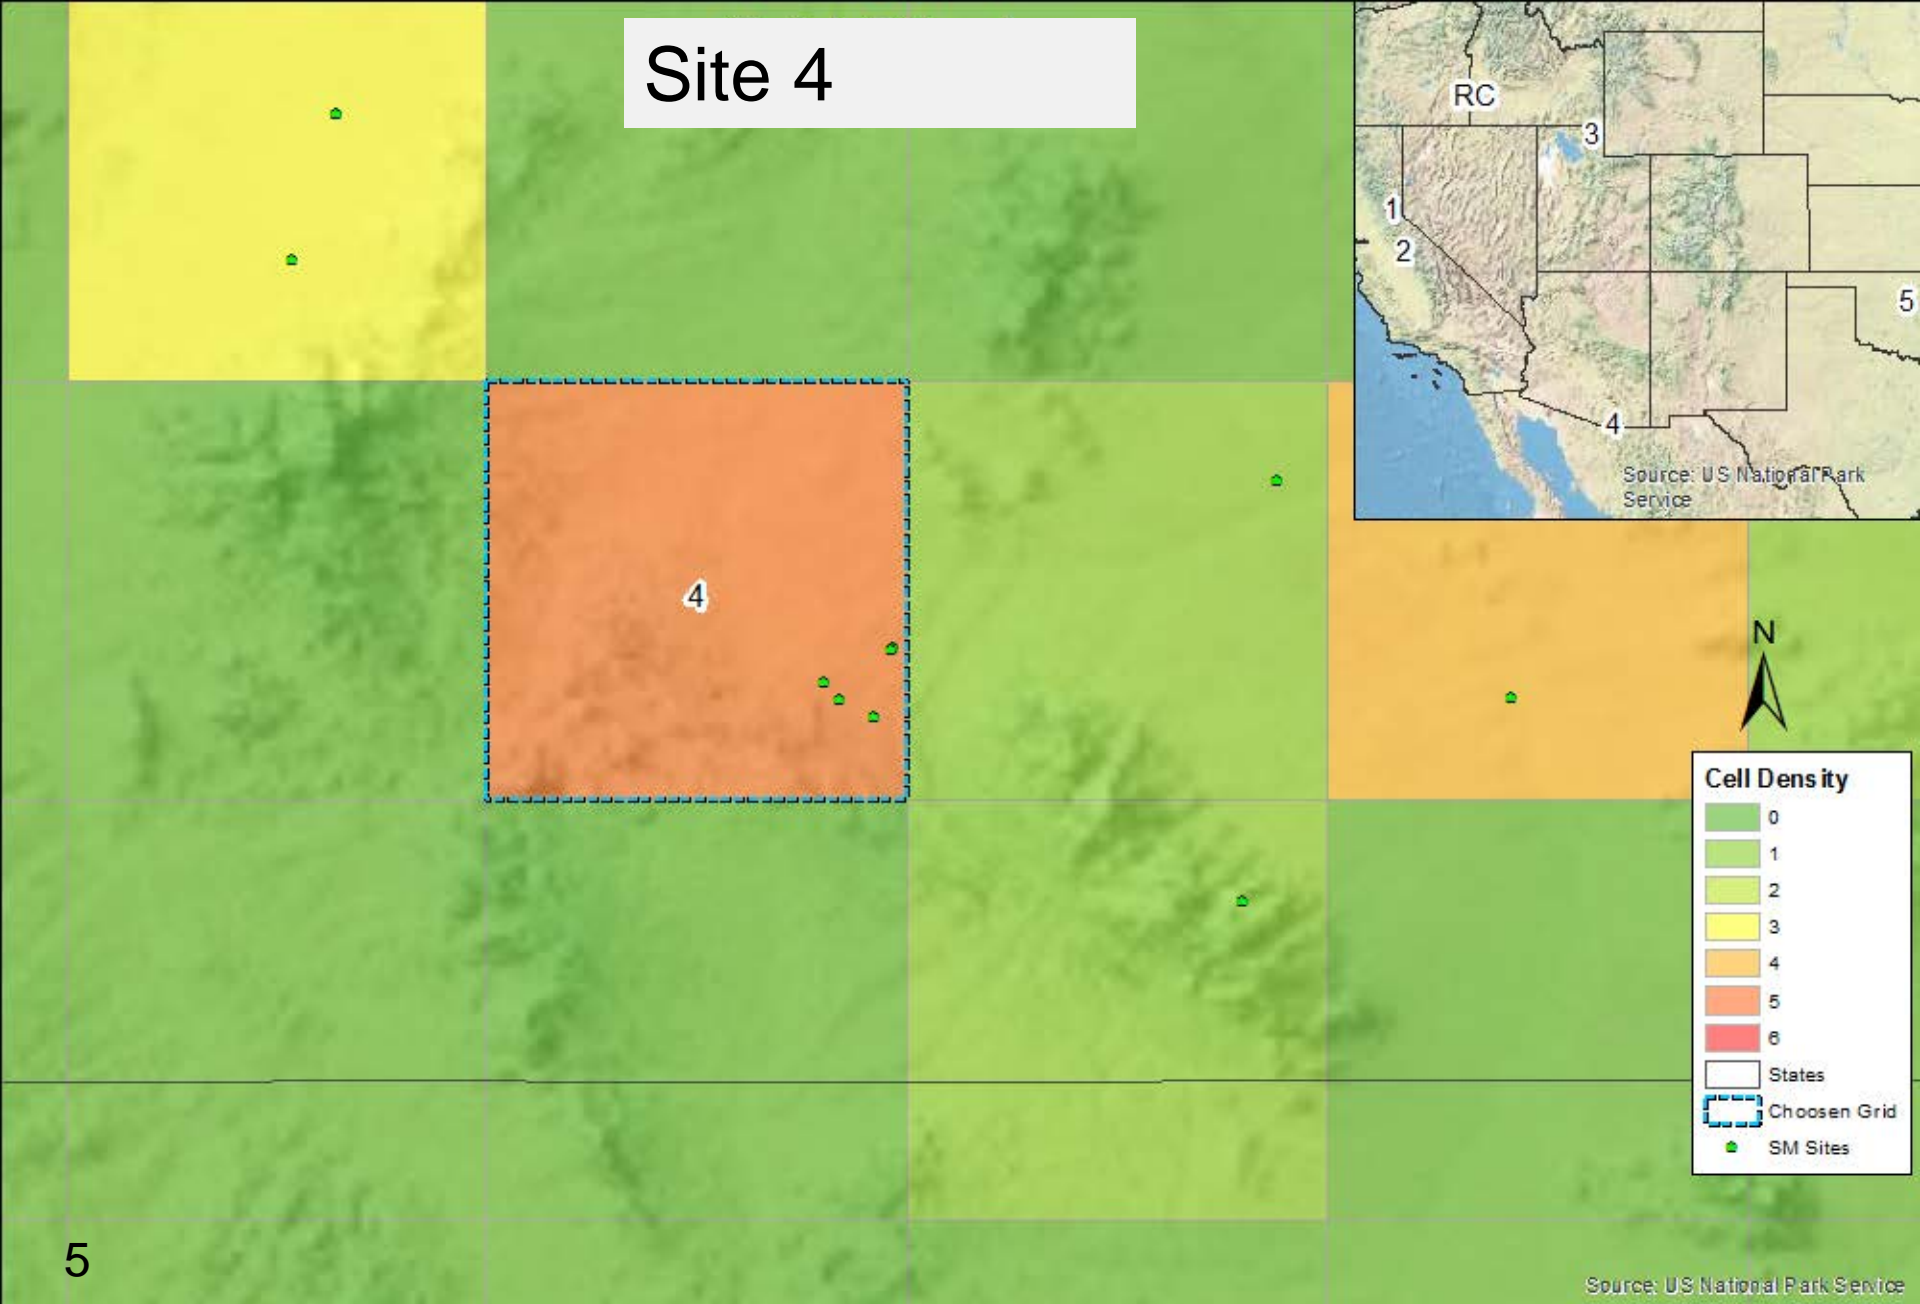 Site 4
RC
3
1
2
5
4
Source: US National Park
Service
4
N
Cell Density
0
1
2
3
4
5
6
States
Choosen Grid
SM Sites
5
Source: US National Park Service